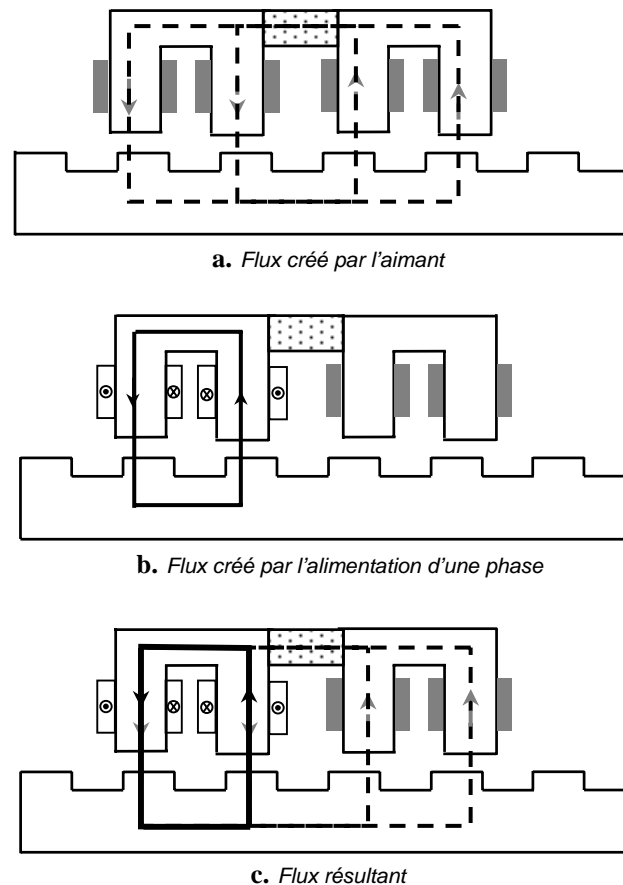 a. Flux créé par l'aimant
b. Flux créé par l'alimentation d'une phase
c. Flux résultant